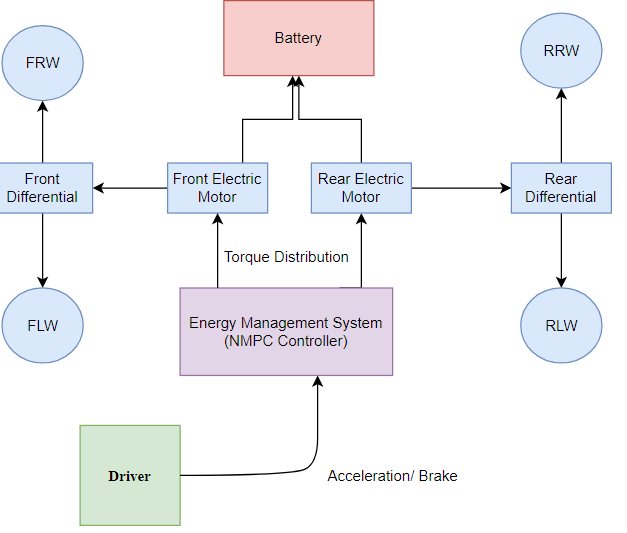 Battery
FRW
RRW
Front
Differential
Front Electric
Motor
Rear Electric
Motor
Rear
Differential
Torque Distribution
FLW
Energy Management System
(NMPC Controller)
RLW
Driver
Acceleration/ Brake